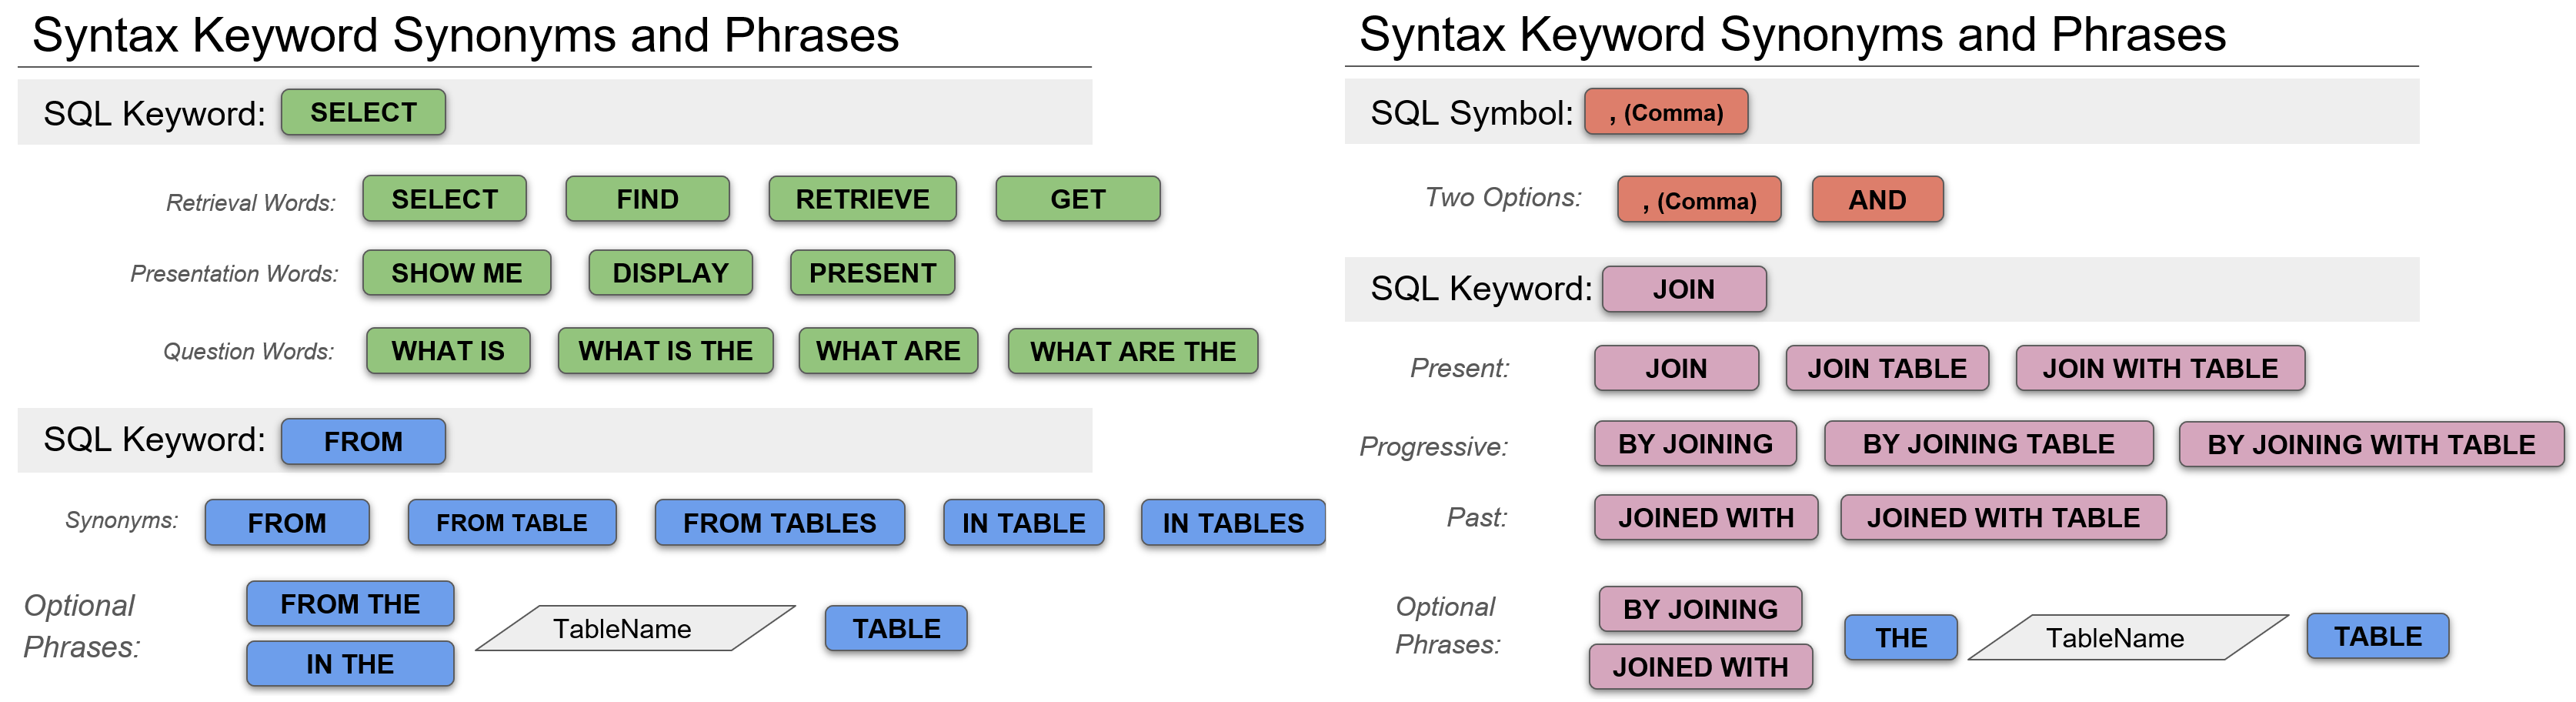 Syntax Keyword Synonyms and Phrases
SQL Keyword: SELECT
Retrieval Words: SELECT FIND RETRIEVE GET
Presentation Words: SHOW ME DISPLAY PRESENT
Question Words: WHAT IS WHAT IS THE WHAT ARE WHAT ARE THE
SQL Keyword: FROM
Synonyms: FROM FROM TABLE FROM TABLES IN TABLE IN TABLES
Optional Phrases:
FROM THE
IN THE
TableName TABLE
Syntax Keyword Synonyms and Phrases
SQL Symbol: , (Comma)
Two Options: , (Comma) AND
SQL Keyword: JOIN
Present: JOIN JOIN TABLE JOIN WITH TABLE
Progressive: BY JOINING BY JOINING TABLE BY JOINING WITH TABLE
Past: JOINED WITH JOINED WITH TABLE
Optional Phrases:
BY JOINING
JOINED WITH
THE TableName TABLE